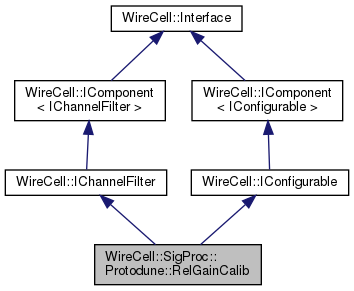 WireCell::Interface
WireCell::IComponent
< IChannelFilter >
WireCell::IComponent
< IConfigurable >
WireCell::IChannelFilter
WireCell::IConfigurable
WireCell::SigProc::
Protodune::RelGainCalib